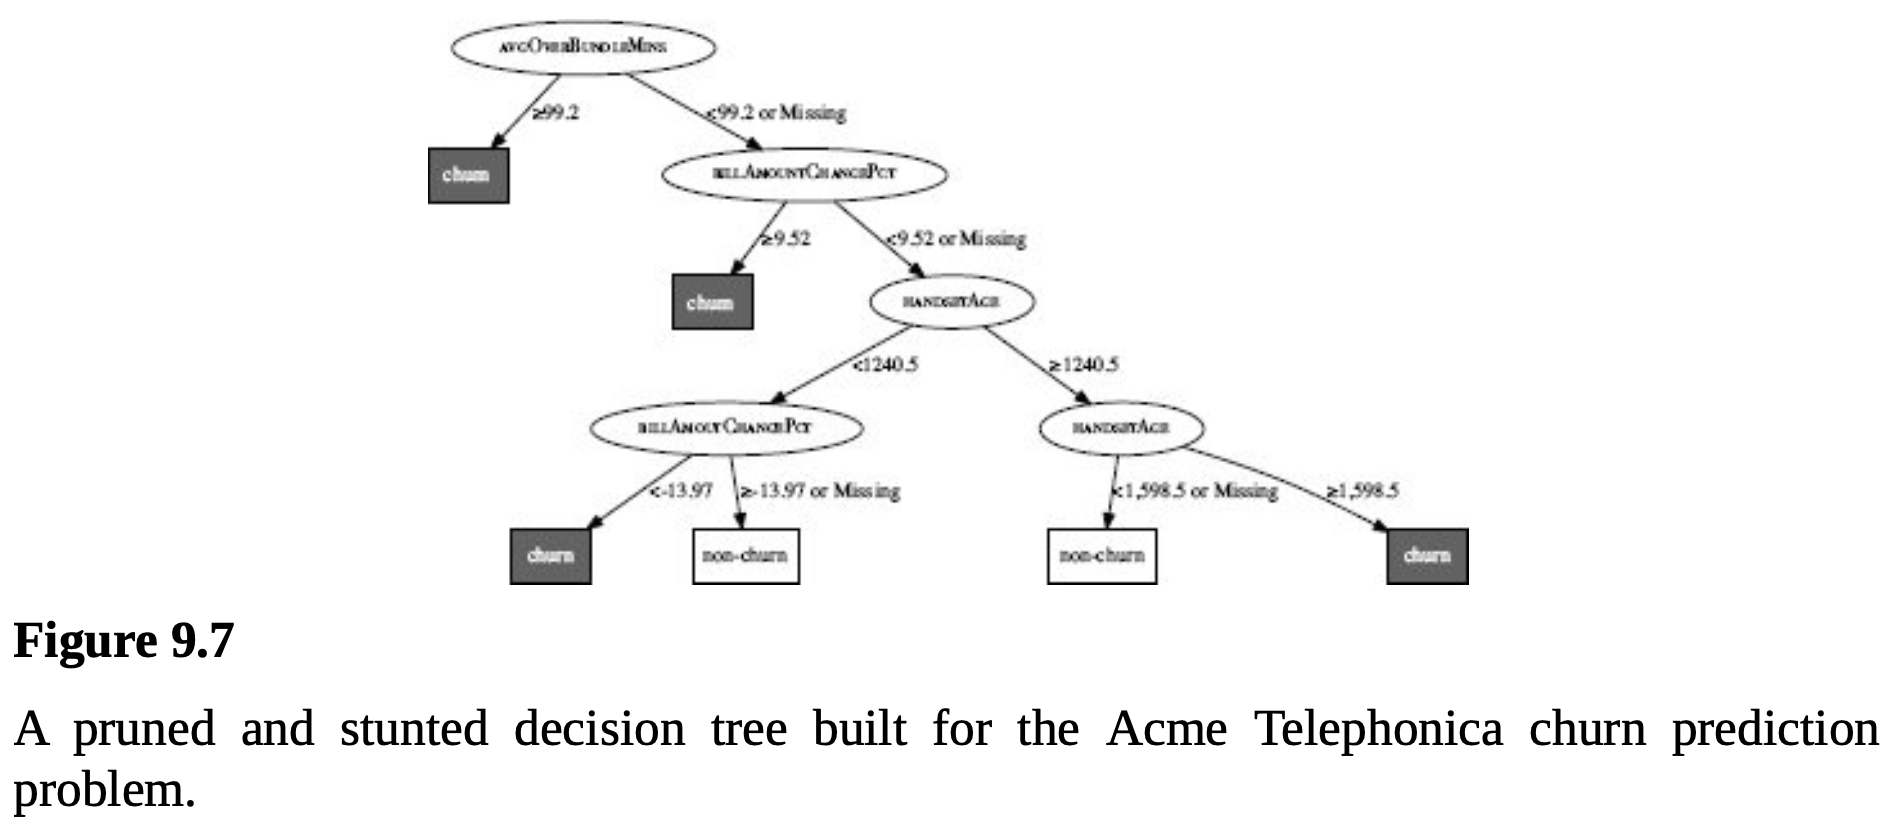 AVGOVERBUNDLEMINS
≥99.2 <99.2 or Missing
churn BILLAMOUNTCHANGEPCT
≥9.52 <9.52 or Missing
churn HANDSETAGE
<1240.5 ≥1240.5
BILLAMOUTCHANGEPCT HANDSETAGE
<-13.97 ≥-13.97 or Missing <1,598.5 or Missing ≥1,598.5
churn non-churn non-churn churn
Figure 9.7
A pruned and stunted decision tree built for the Acme Telephonica churn prediction
problem.